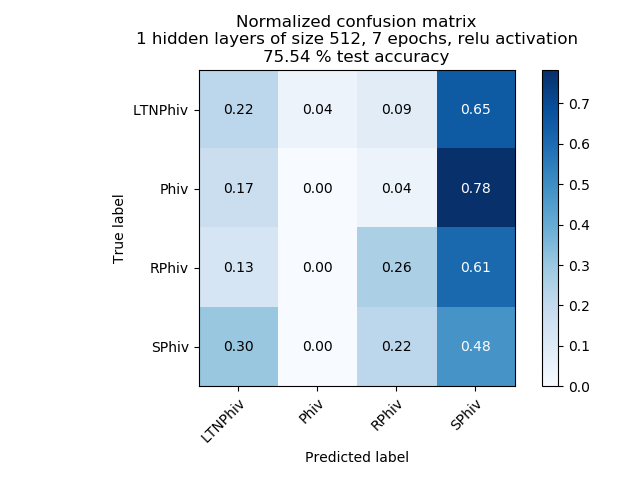 Normalized confusion matrix
1 hidden layers of size 512, 7 epochs, relu activation
75.54 % test accuracy
LTNPhiv 0.22 0.04 0.09 0.65
Phiv 0.17 0.00 0.04 0.78
RPhiv 0.13 0.00 0.26 0.61
SPhiv 0.30 0.00 0.22 0.48
LTNPhiv Phiv RPhiv SPhiv
True label
Predicted label
0.7
0.6
0.5
0.4
0.3
0.2
0.1
0.0